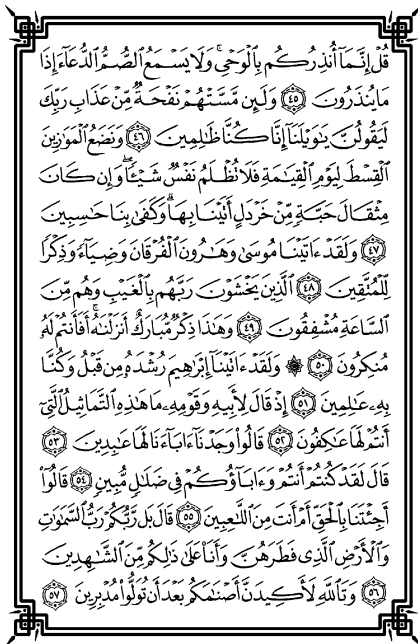 قُلْ إِنَّمَآ أُنذِرُكُم بِٱلْوَحْىِ ۚ وَلَا يَسْمَعُ ٱلصُّمُّ ٱلدُّعَآءَ إِذَا
مَا يُنذَرُونَ ٤٥ وَلَئِن مَّسَّتْهُمْ نَفْحَةٌ مِّنْ عَذَابِ رَبِّكَ
لَيَقُولُنَّ يَٰوَيْلَنَآ إِنَّا كُنَّا ظَٰلِمِينَ ٤٦ وَنَضَعُ ٱلْمَوَٰزِينَ
ٱلْقِسْطَ لِيَوْمِ ٱلْقِيَٰمَةِ فَلَا تُظْلَمُ نَفْسٌ شَيْـًٔا ۖ وَإِن كَانَ
مِثْقَالَ حَبَّةٍ مِّنْ خَرْدَلٍ أَتَيْنَا بِهَا ۗ وَكَفَىٰ بِنَا حَٰسِبِينَ
٤٧ وَلَقَدْ ءَاتَيْنَا مُوسَىٰ وَهَٰرُونَ ٱلْفُرْقَانَ وَضِيَآءً وَذِكْرًا
لِّلْمُتَّقِينَ ٤٨ ٱلَّذِينَ يَخْشَوْنَ رَبَّهُم بِٱلْغَيْبِ وَهُم مِّنَ
ٱلسَّاعَةِ مُشْفِقُونَ ٤٩ وَهَٰذَا ذِكْرٌ مُّبَارَكٌ أَنزَلْنَٰهُ ۚ أَفَأَنتُمْ لَهُۥ
مُنكِرُونَ ٥٠ ۞ وَلَقَدْ ءَاتَيْنَآ إِبْرَٰهِيمَ رُشْدَهُۥ مِن قَبْلُ وَكُنَّا
بِهِۦ عَٰلِمِينَ ٥١ إِذْ قَالَ لِأَبِيهِ وَقَوْمِهِۦ مَا هَٰذِهِ ٱلتَّمَاثِيلُ ٱلَّتِىٓ
أَنتُمْ لَهَا عَٰكِفُونَ ٥٢ قَالُوا۟ وَجَدْنَآ ءَابَآءَنَا لَهَا عَٰبِدِينَ ٥٣
قَالَ لَقَدْ كُنتُمْ أَنتُمْ وَءَابَآؤُكُمْ فِى ضَلَٰلٍ مُّبِينٍ ٥٤ قَالُوٓا۟
أَجِئْتَنَا بِٱلْحَقِّ أَمْ أَنتَ مِنَ ٱللَّٰعِبِينَ ٥٥ قَالَ بَل رَّبُّكُمْ رَبُّ ٱلسَّمَٰوَٰتِ
وَٱلْأَرْضِ ٱلَّذِى فَطَرَهُنَّ وَأَنَا۠ عَلَىٰ ذَٰلِكُم مِّنَ ٱلشَّٰهِدِينَ
٥٦ وَتَٱللَّهِ لَأَكِيدَنَّ أَصْنَٰمَكُم بَعْدَ أَن تُوَلُّوا۟ مُدْبِرِينَ ٥٧